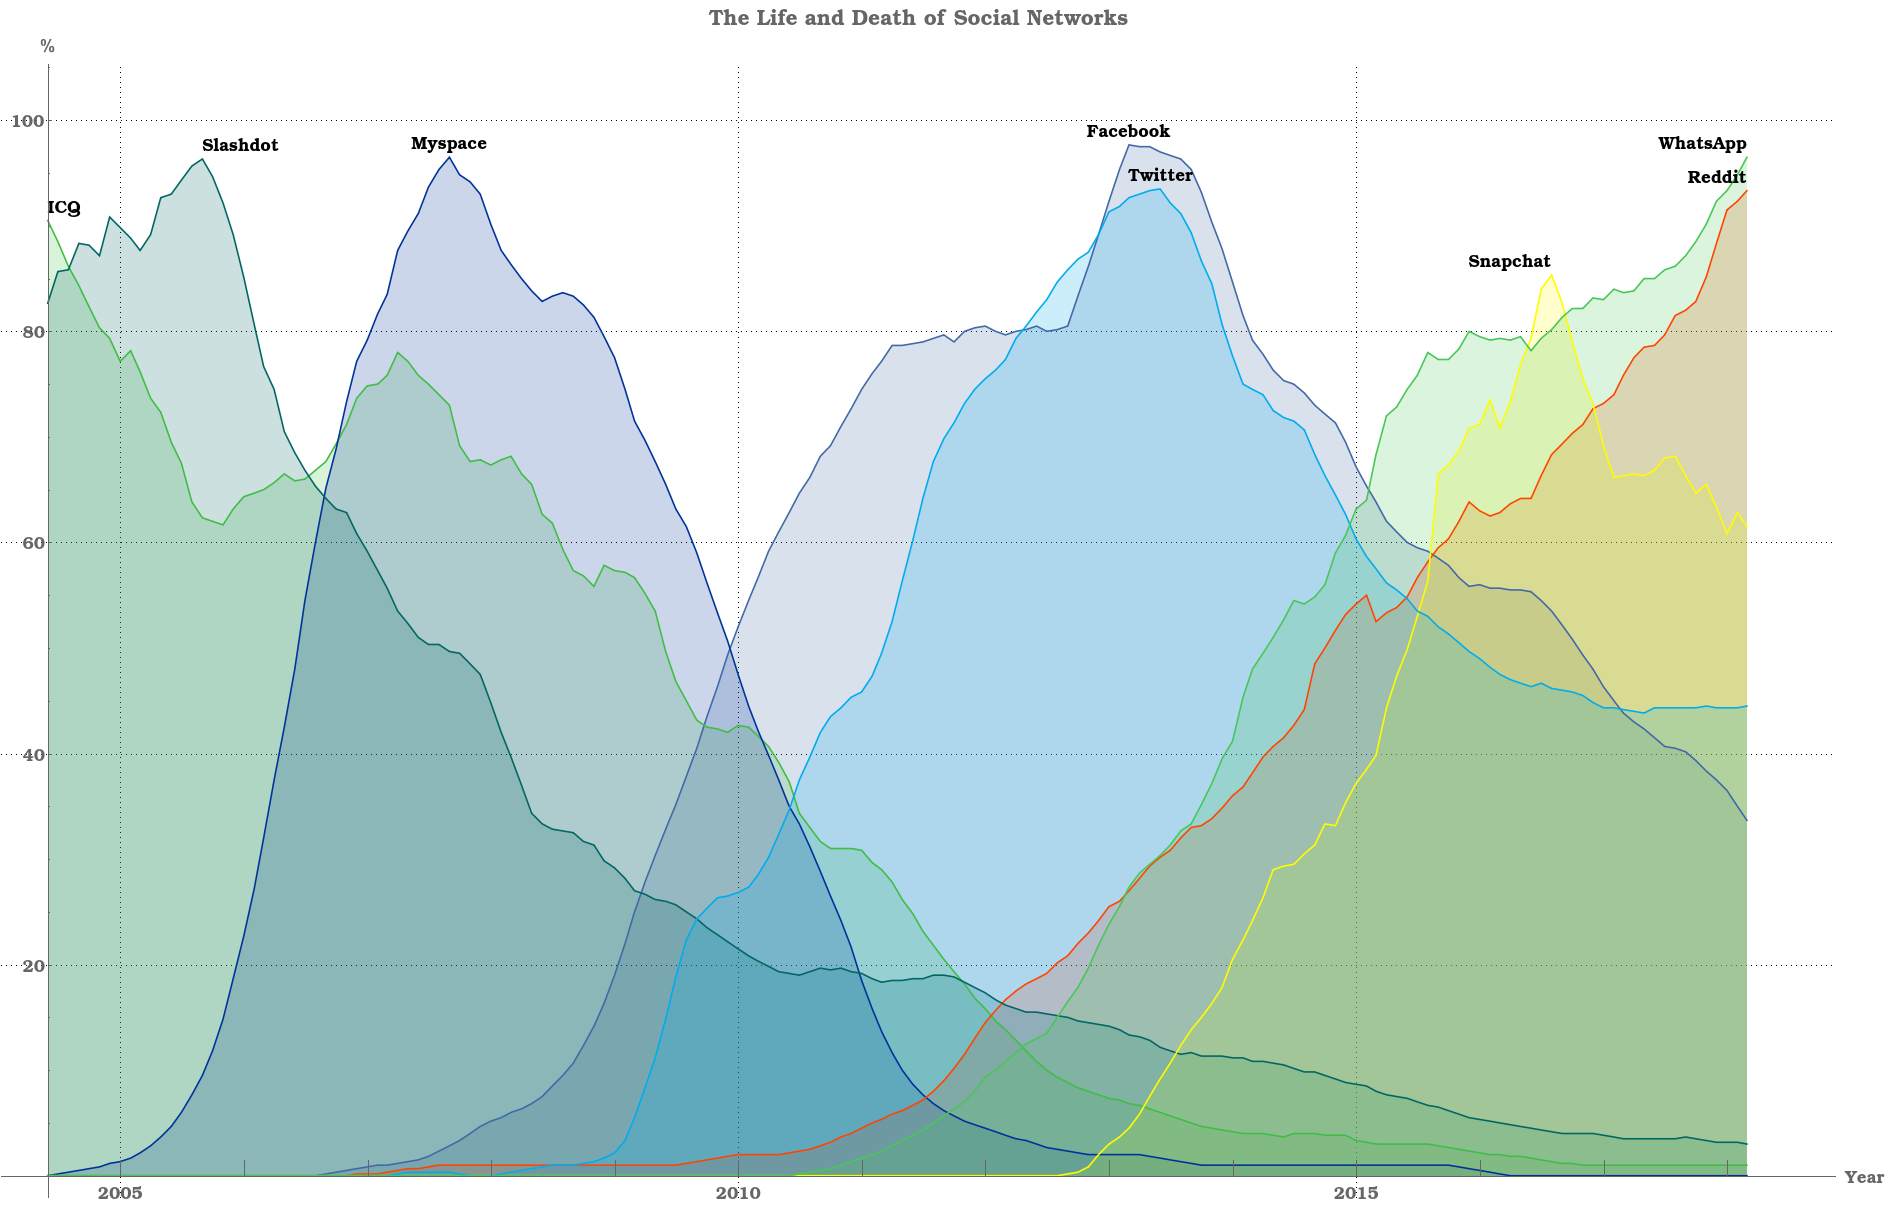 The Life and Death of Social Networks
%
100
80
60
40
20
ICQ
Slashdot
Myspace
Facebook
Twitter
Snapchat
WhatsApp
Reddit
2005
2010
2015
Year